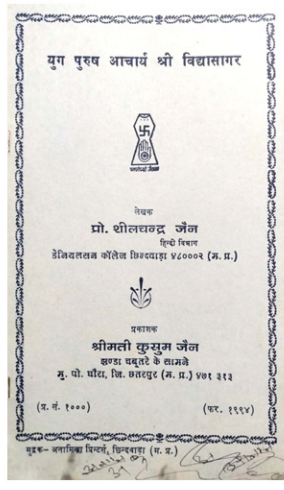 युग पुरुष आचार्य श्री विद्यासागर
लेखक
प्रो. शीलचन्द्र जैन
हिन्दी विभाग
डेनियलसन कॉलेज छिन्दवाड़ा ४८०००२ (म. प्र.)
प्रकाशक
श्रीमती कुसुम जैन
झण्डा चबूतरे के सामने
मु. पो. घौरा, जि. छतरपुर (म. प्र.) ४७१ ३१३
(प्र. सं. १०००) (फर. १९९४)
मुद्रक- अनामिका प्रिन्टर्स, छिन्दवाड़ा (म. प्र.)